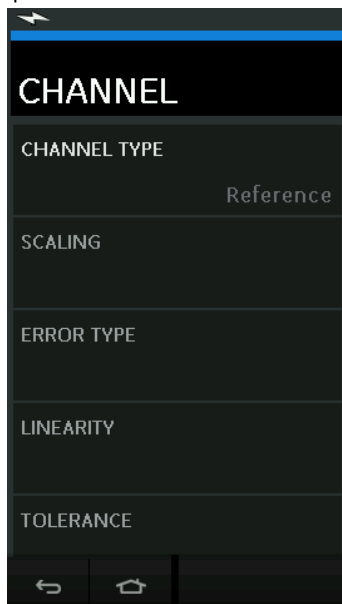 CHANNEL
CHANNEL TYPE
Reference
SCALING
ERROR TYPE
LINEARITY
TOLERANCE